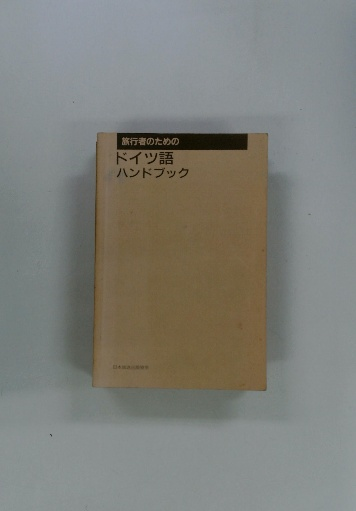 旅行者のための
ドイツ語
ハンドブック